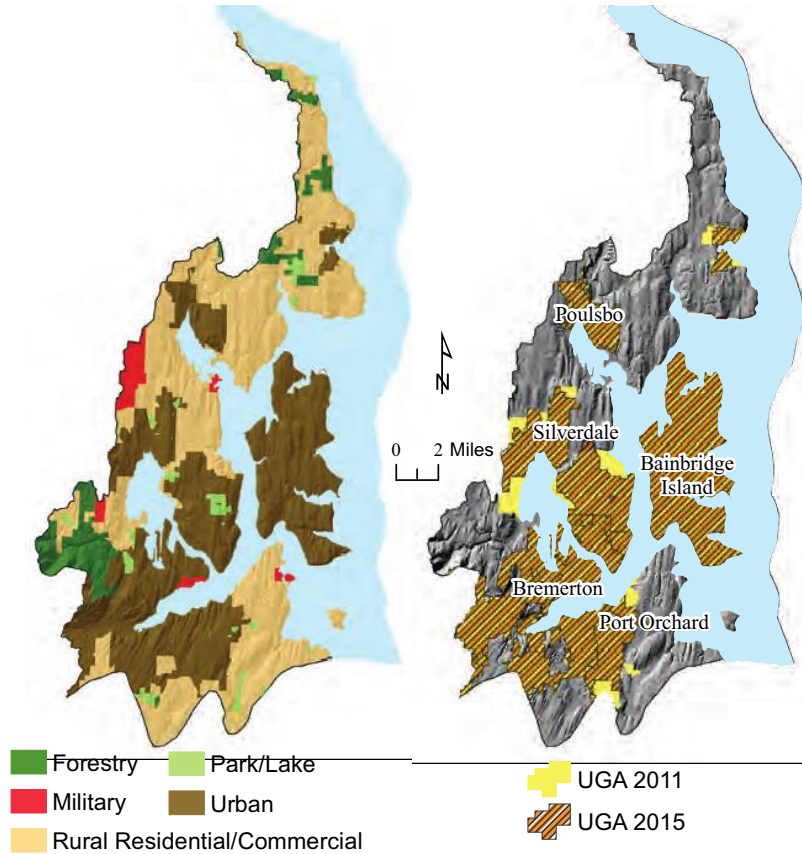 Poulsbo
N
Silverdale
0 2 Miles
Bainbridge
Island
Bremerton
Port Orchard
Forestry
Park/Lake
Military
Urban
Rural Residential/Commercial
UGA 2011
UGA 2015